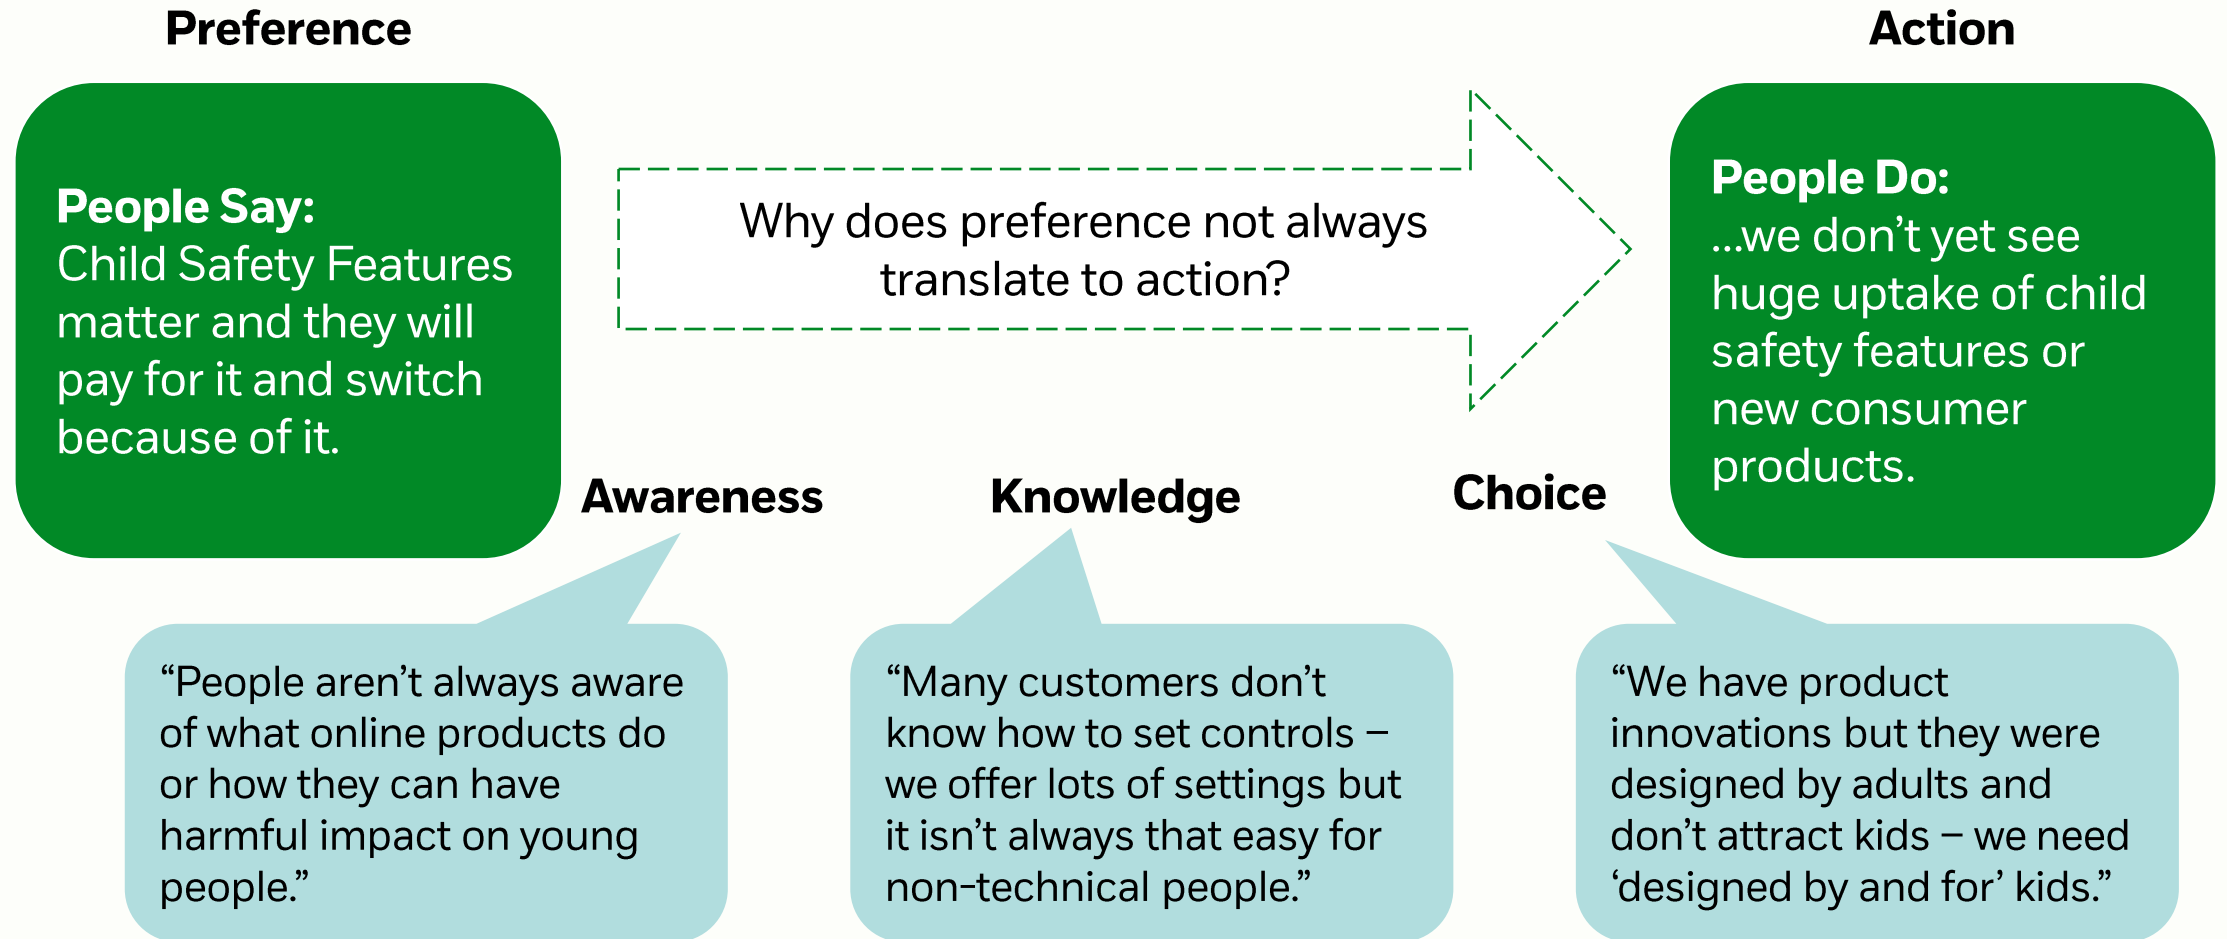 Preference
Action
People Say:
Child Safety Features
matter and they will
pay for it and switch
because of it.
Why does preference not always
translate to action?
People Do:
...we don’t yet see
huge uptake of child
safety features or
new consumer
products.
Awareness
Knowledge
Choice
“People aren’t always aware
of what online products do
or how they can have
harmful impact on young
people.”
“Many customers don’t
know how to set controls –
we offer lots of settings but
it isn’t always that easy for
non-technical people.”
“We have product
innovations but they were
designed by adults and
don’t attract kids – we need
‘designed by and for’ kids.”